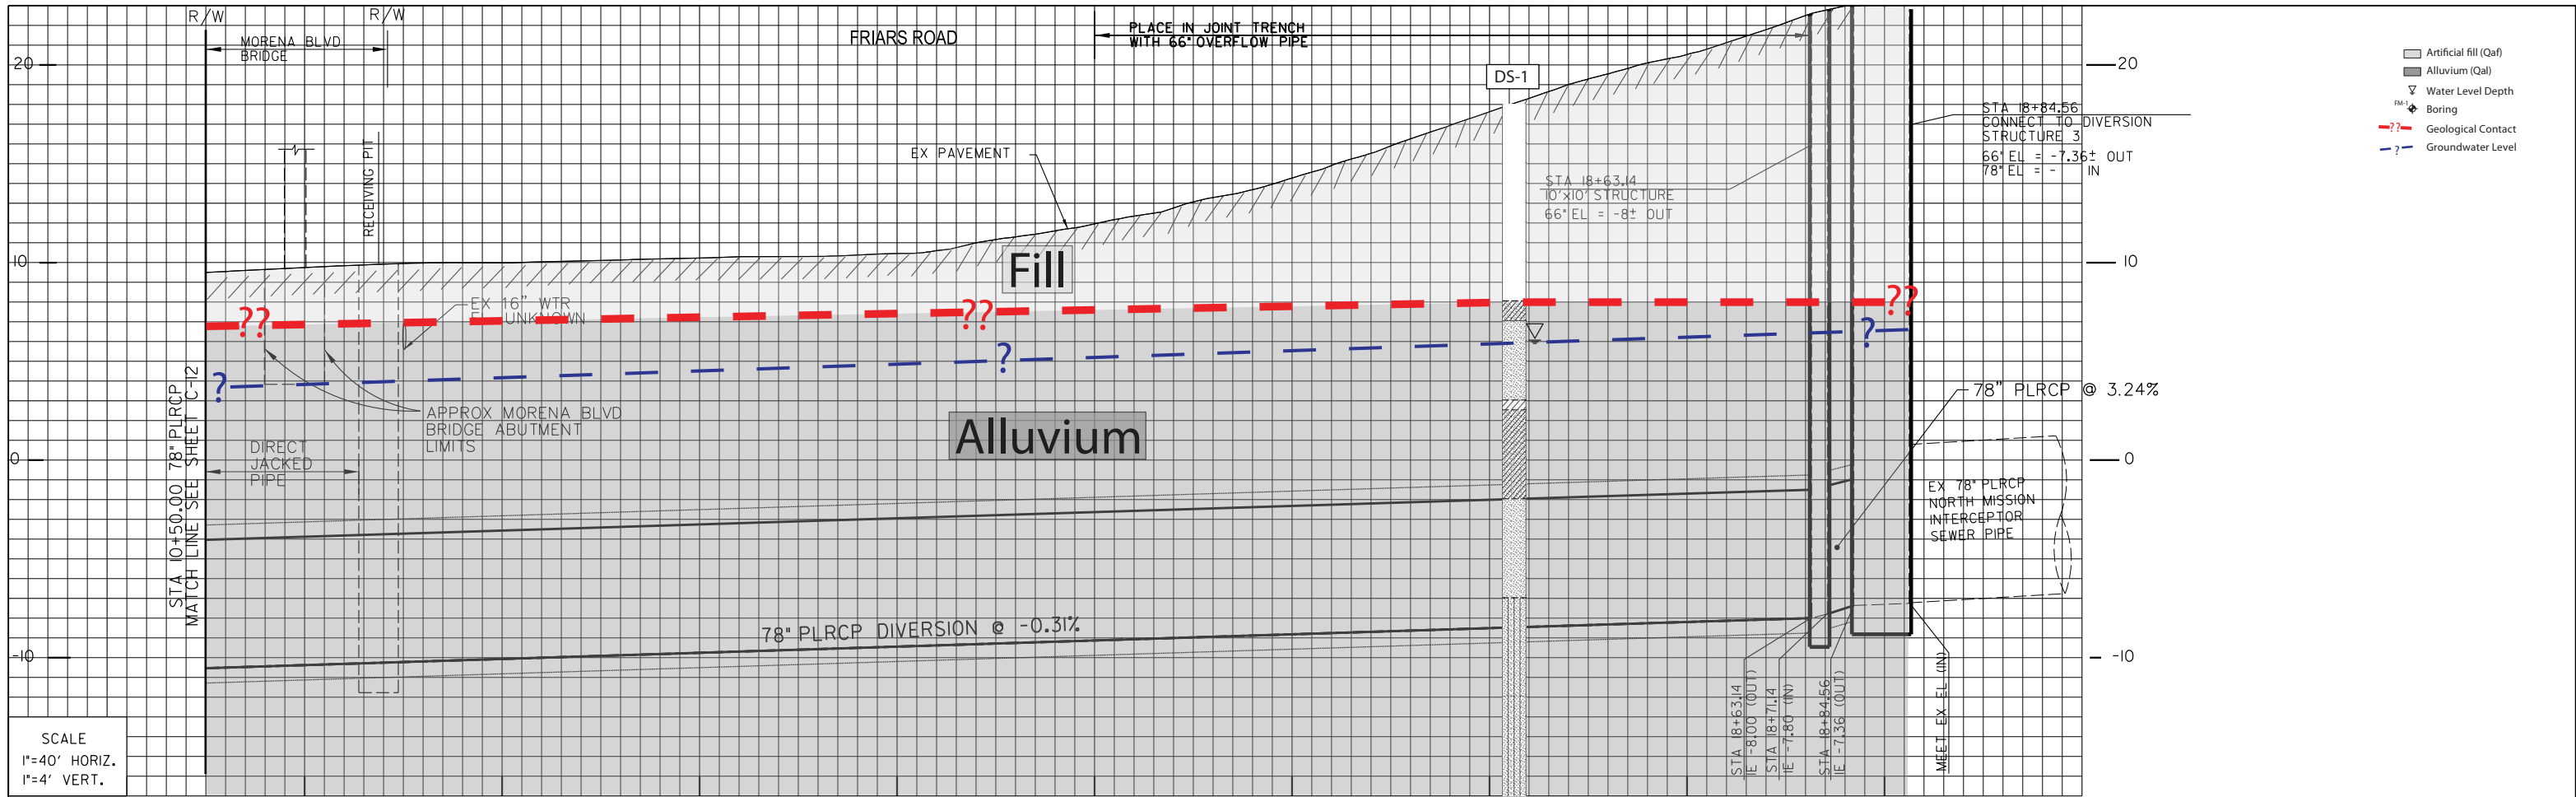 R/W
R/W
MORENA BLVD
BRIDGE
FRIARS ROAD
PLACE IN JOINT TRENCH
WITH 66" OVERFLOW PIPE
20
10
0
-10
20
10
0
-10
DS-1
Artificial fill (Qaf)
Alluvium (Qal)
Water Level Depth
FM-1
Boring
??
Geological Contact
?
Groundwater Level
STA 18+84.56
CONNECT TO DIVERSION
STRUCTURE 3
66" EL = -7.36± OUT
78" EL = - IN
RECEIVING PIT
EX PAVEMENT
STA 18+63.14
10'x10' STRUCTURE
66" EL = -8± OUT
Fill
EX 16" WTR
UNKNOWN
??
??
??
?
?
?
STA 10+50.00 78" PLRCP
MATCH LINE SEE SHEET C-12
APPROX MORENA BLVD
BRIDGE ABUTMENT
LIMITS
Alluvium
DIRECT
JACKED
PIPE
78" PLRCP @ 3.24%
EX 78" PLRCP
NORTH MISSION
INTERCEPTOR
SEWER PIPE
78" PLRCP DIVERSION @ -0.31%
STA 18+63.14
IE -8.00 (OUT)
STA 18+71.14
IE -7.80 (IN)
STA 18+84.56
IE -7.36 (OUT)
MEET EX EL (IN)
SCALE
1"=40' HORIZ.
1"=4' VERT.